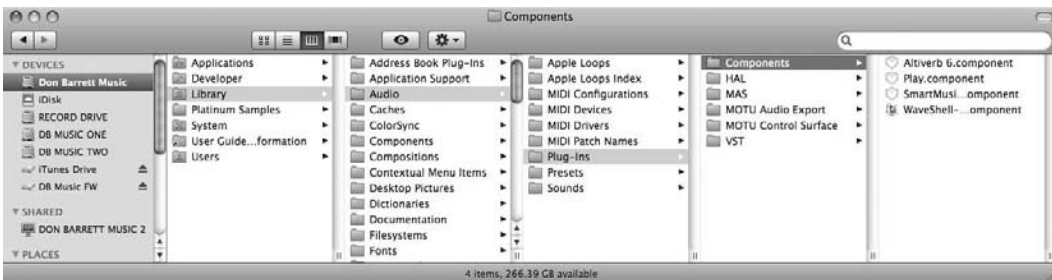 Components
DEVICES
Don Barrett Music
iDisk
RECORD DRIVE
DB MUSIC ONE
DB MUSIC TWO
iTunes Drive
DB Music FW
SHARED
DON BARRETT MUSIC 2
PLACES
Applications
Developer
Library
Platinum Samples
System
User Guide...formation
Users
Address Book Plug-Ins
Application Support
Audio
Caches
ColorSync
Components
Compositions
Contextual Menu Items
Desktop Pictures
Dictionaries
Documentation
Filesystems
Fonts
Apple Loops
Apple Loops Index
MIDI Configurations
MIDI Devices
MIDI Drivers
MIDI Patch Names
Plug-Ins
Presets
Sounds
Components
HAL
MAS
MOTU Audio Export
MOTU Control Surface
VST
Altiverb 6.component
Play.component
SmartMusi...omponent
WaveShell-...omponent
4 items, 266.39 GB available